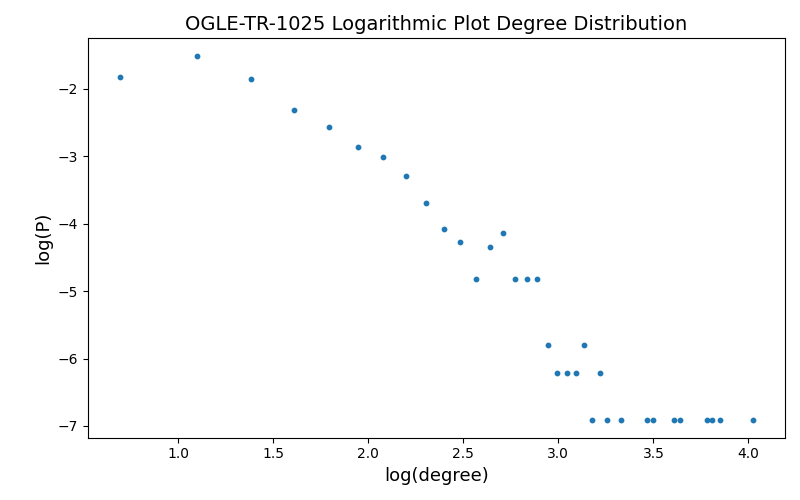 OGLE-TR-1025 Logarithmic Plot Degree Distribution
log(P)
−2
−3
−4
−5
−6
−7
1.0 1.5 2.0 2.5 3.0 3.5 4.0
log(degree)